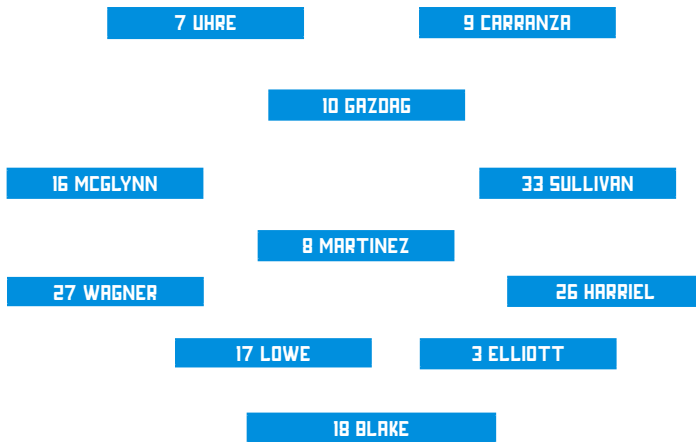 7 UHRE
9 CARRANZA
10 GAZDAG
16 MCGLYNN
33 SULLIVAN
8 MARTINEZ
27 WAGNER
26 HARRIEL
17 LOWE
3 ELLIOTT
18 BLAKE